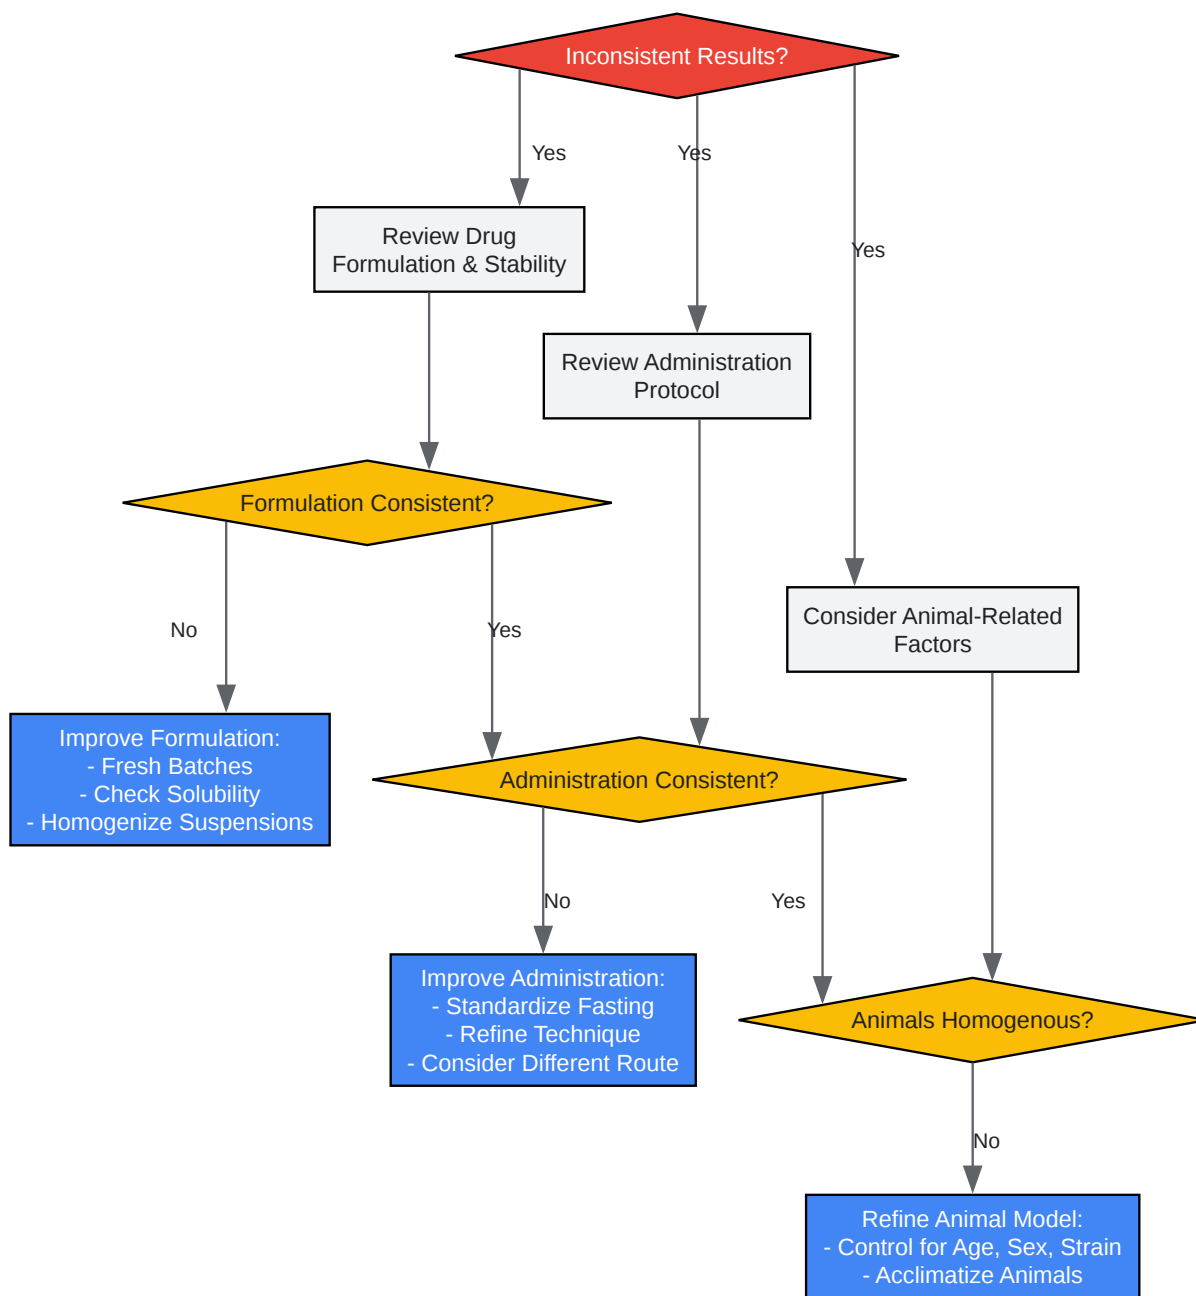 Inconsistent Results?
Yes
Yes
Yes
Review Drug
Formulation & Stability
Review Administration
Protocol
Formulation Consistent?
Consider Animal-Related
Factors
No
Yes
Improve Formulation:
- Fresh Batches
- Check Solubility
- Homogenize Suspensions
Administration Consistent?
No
Yes
Improve Administration:
- Standardize Fasting
- Refine Technique
- Consider Different Route
Animals Homogenous?
No
Refine Animal Model:
- Control for Age, Sex, Strain
- Acclimatize Animals